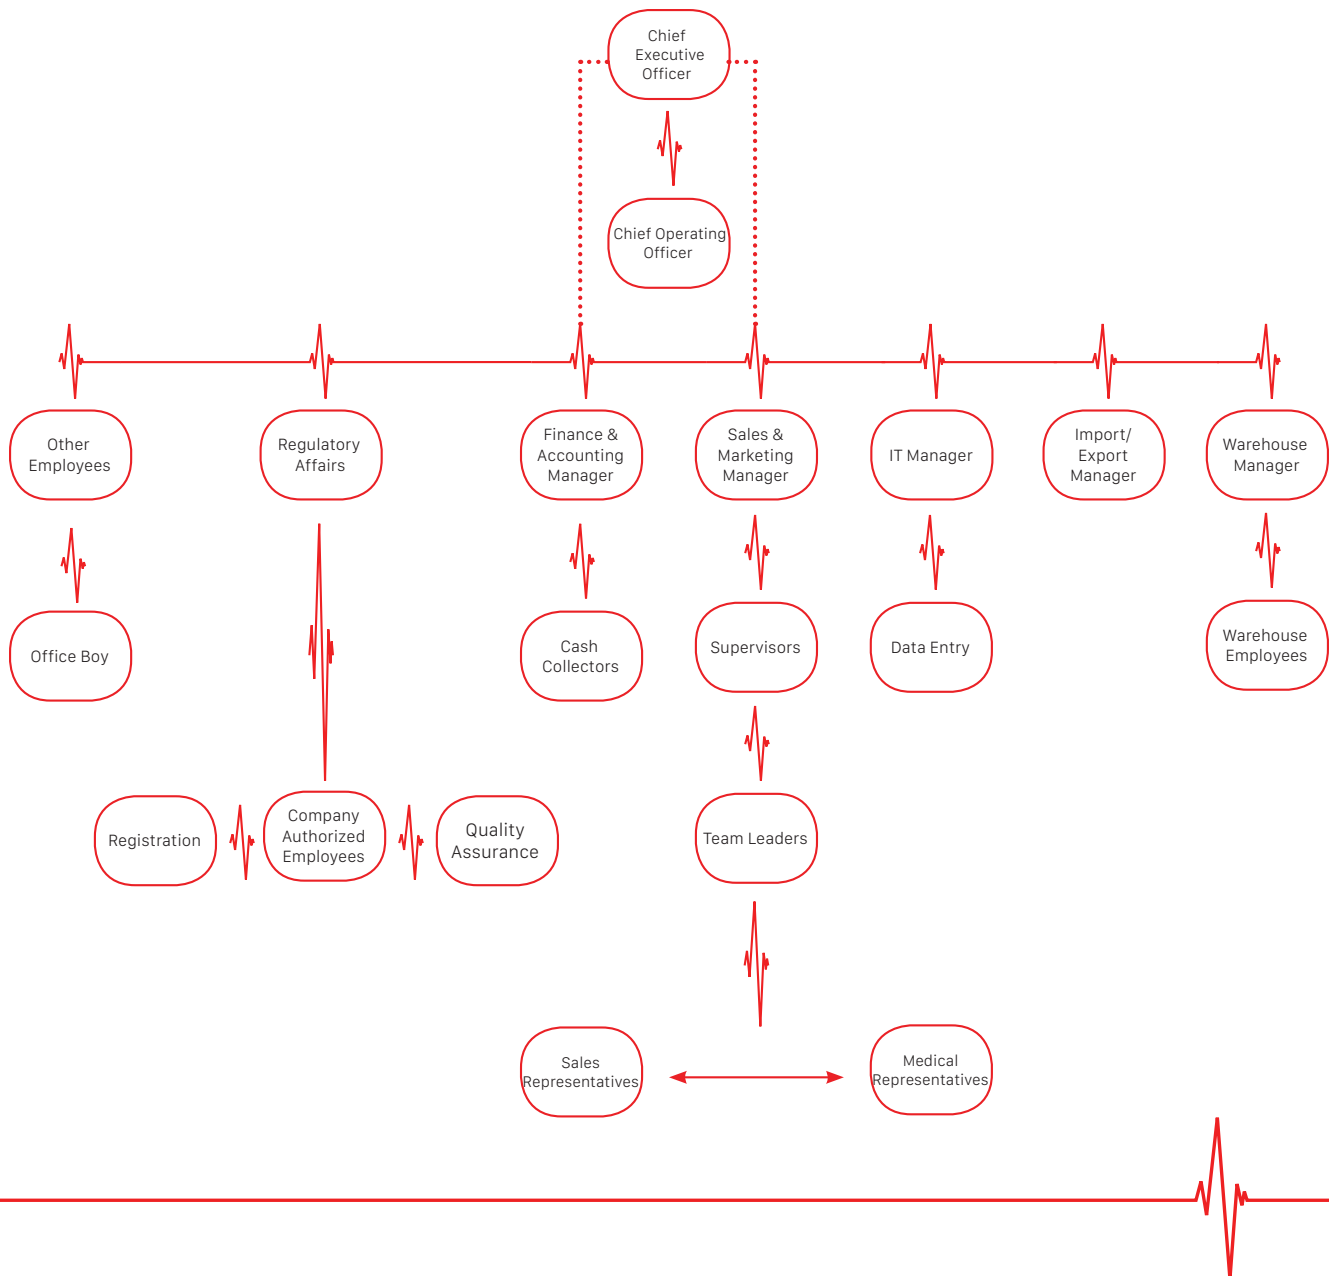 Chief
Executive
Officer
Chief Operating
Officer
Other
Employees
Regulatory
Affairs
Finance &
Accounting
Manager
Sales &
Marketing
Manager
IT Manager
Import/
Export
Manager
Warehouse
Manager
Office Boy
Cash
Collectors
Supervisors
Data Entry
Warehouse
Employees
Registration
Company
Authorized
Employees
Quality
Assurance
Team Leaders
Sales
Representatives
Medical
Representatives